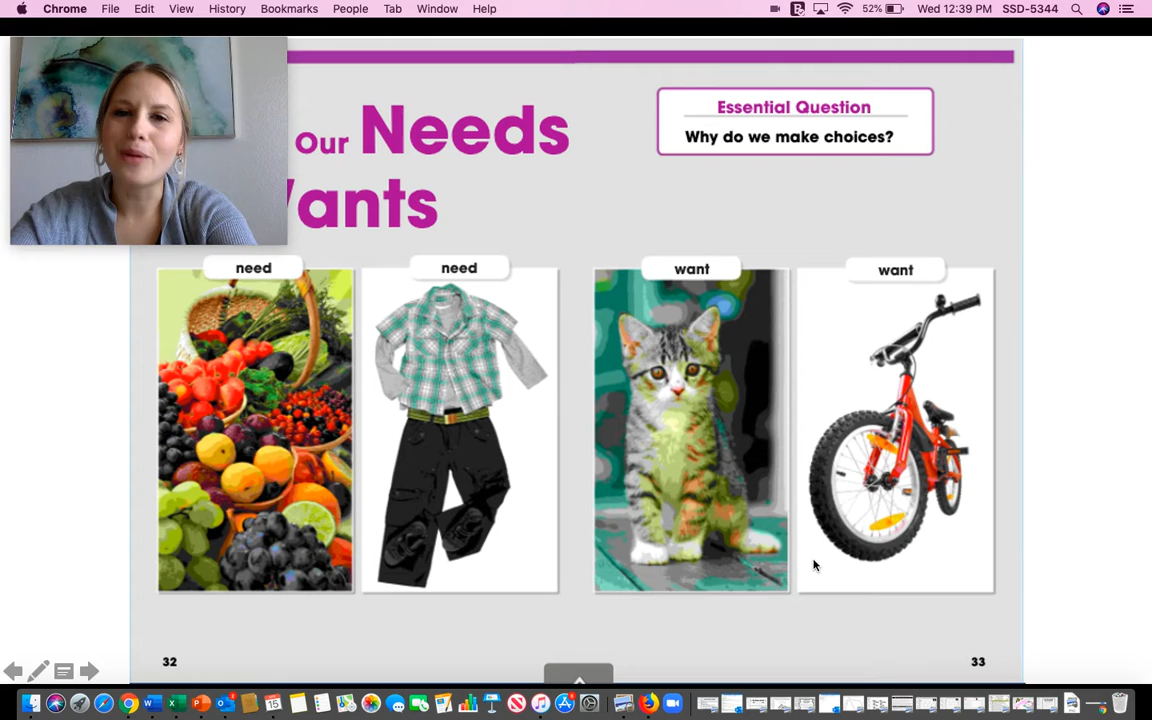 Chrome File Edit View History Bookmarks People Tab Window Help 52% Wed 12:39 PM SSD-5344
Essential Question
Why do we make choices?
Our Needs
ants
need need want want
32 33